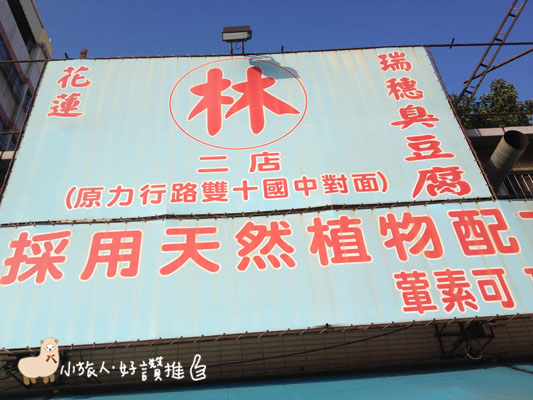 花蓮
林
瑞穗臭豆腐
二店
(原力行路雙十國中對面)
採用天然植物配
葷素可
小旅人·好讚推